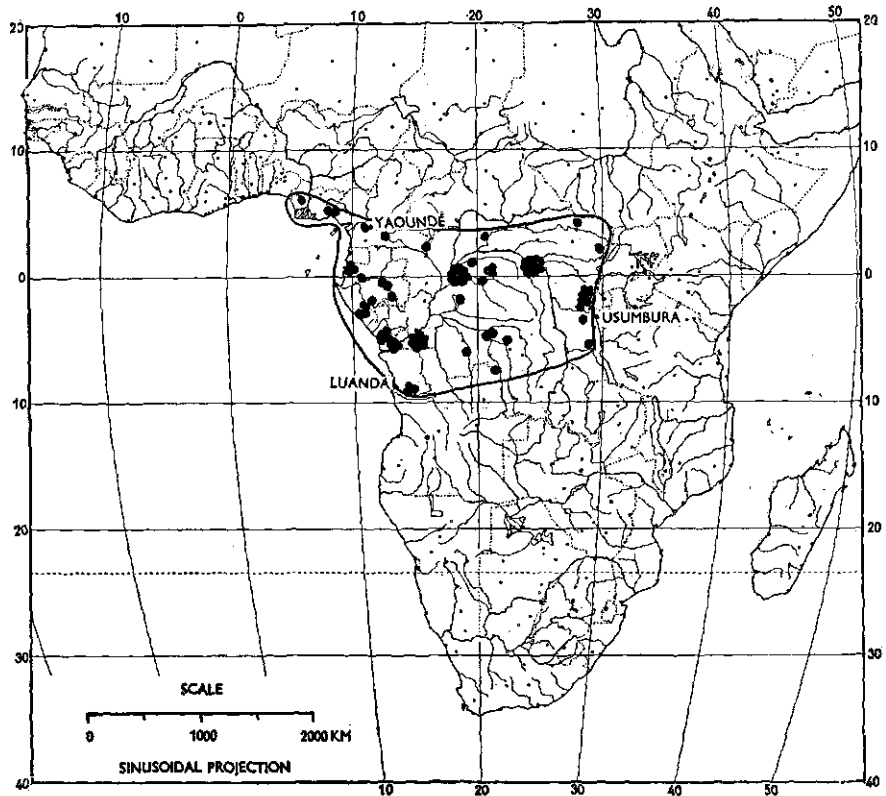 10 0 10 20 30 40 50
20 20
10 10
YAOUNDÉ
0 0
USUMBURA
LUANDA
10 10
20 20
30 30
SCALE
0 1000 2000 KM
SINUSOIDAL PROJECTION
40 40
10 20 30 40 50